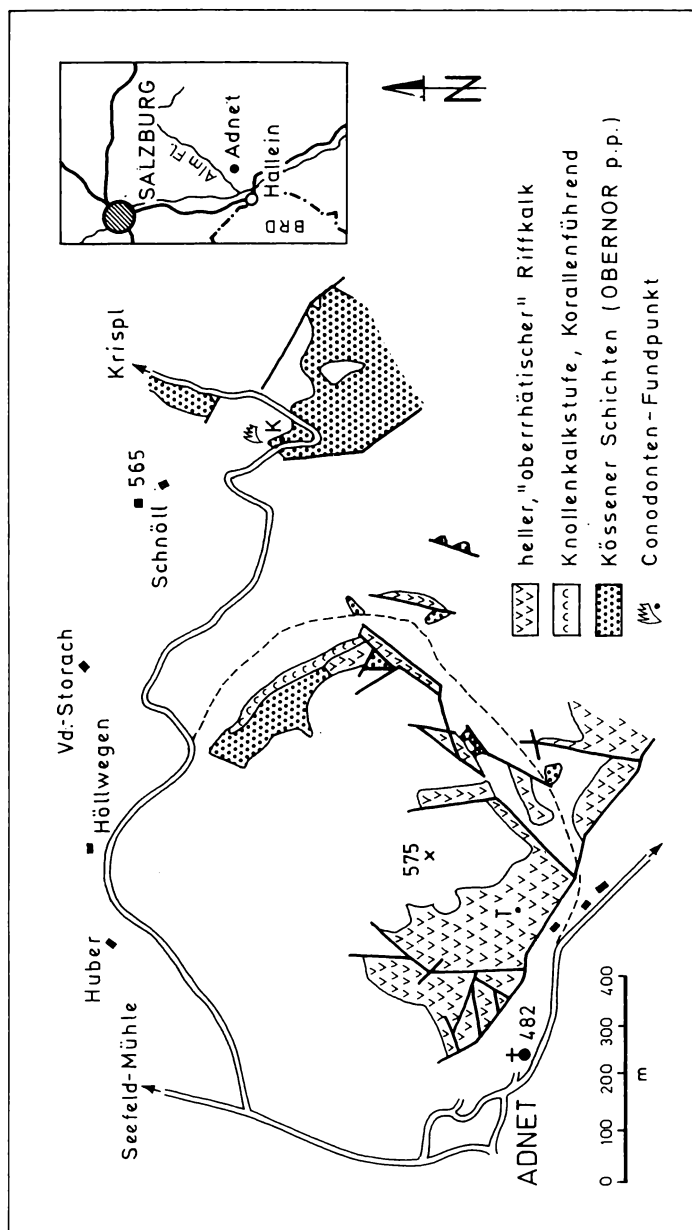 Seefeld-Mühle
Huber
Höllwegen
Vd.-Storach
Schnöll
565
Krispl
K
575
T
482
ADNET
0 100 200 300 400
m
SALZBURG
Alm Fl.
Adnet
Hallein
BRD
N
heller, "oberrhätischer" Riffkalk
Knollenkalkstufe, Korallenführend
Kössener Schichten (OBERNOR p.p.)
Conodonten-Fundpunkt